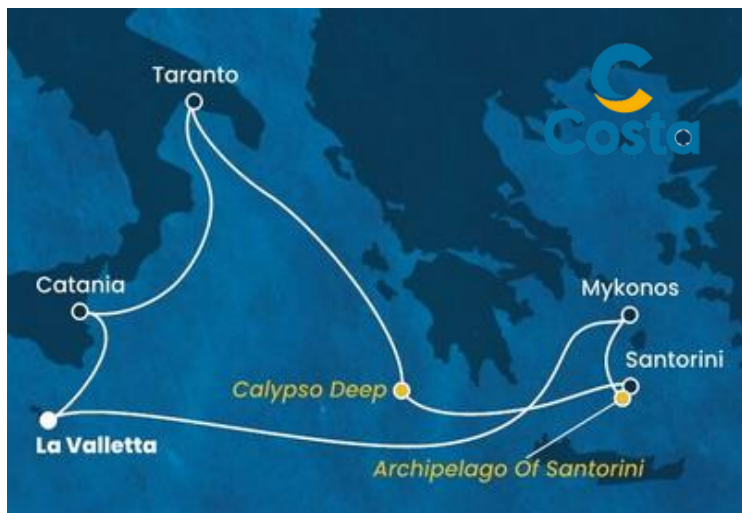 Taranto
Costa
Catania
Mykonos
Santorini
Calypso Deep
La Valletta
Archipelago Of Santorini